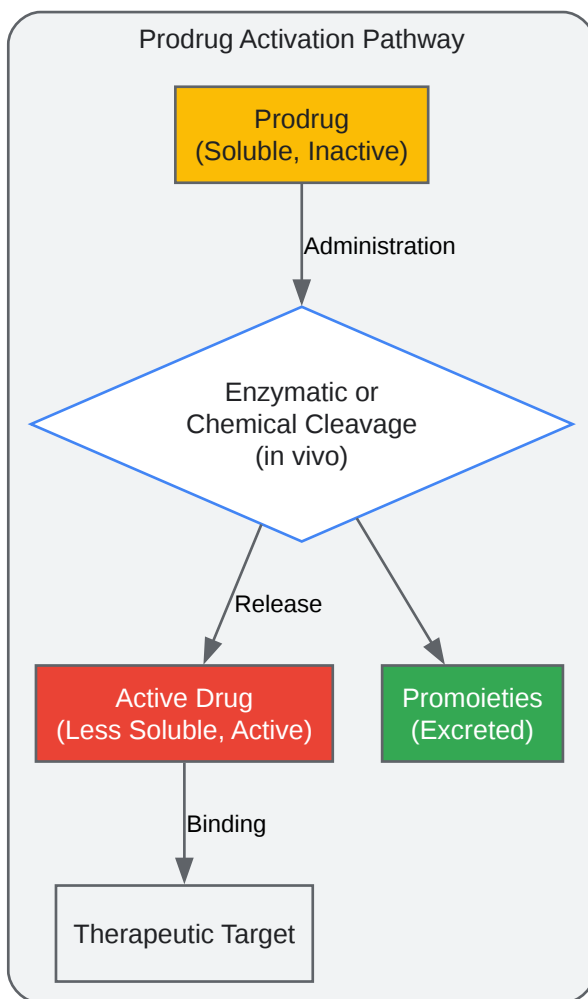 Prodrug Activation Pathway
Prodrug
(Soluble, Inactive)
Administration
Enzymatic or
Chemical Cleavage
(in vivo)
Release
Active Drug
(Less Soluble, Active)
Promoieties
(Excreted)
Binding
Therapeutic Target